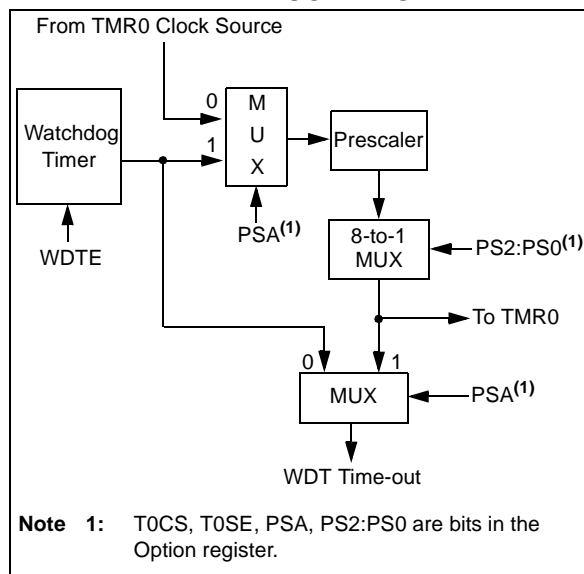 From TMR0 Clock Source
0
M
U
X
Watchdog
Timer
1
Prescaler
WDTE
PSA(1)
8-to-1
MUX
PS2:PS0(1)
To TMR0
0
1
MUX
PSA(1)
WDT Time-out
Note 1: T0CS, T0SE, PSA, PS2:PS0 are bits in the
Option register.